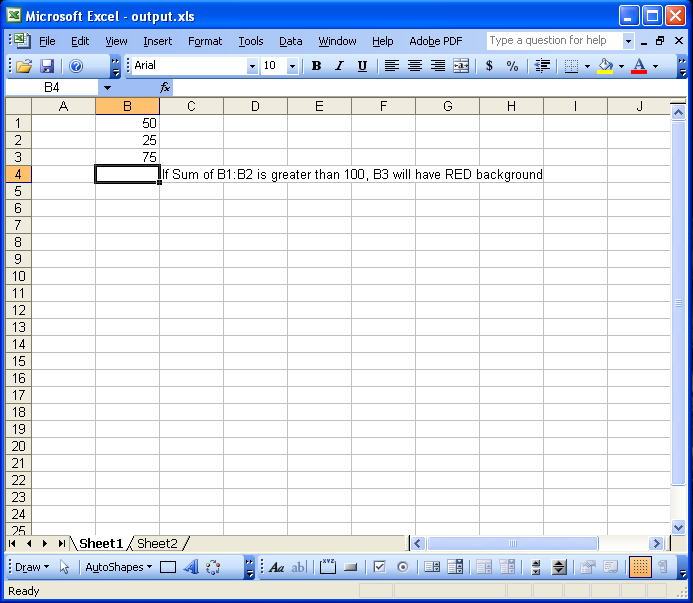 Microsoft Excel - output.xls
File Edit View Insert Format Tools Data Window Help Adobe PDF Type a question for help
Arial 10 B I U $ %
B4 fx
A B C D E F G H I J
1 50
2 25
3 75
4 If Sum of B1:B2 is greater than 100, B3 will have RED background
5
6
7
8
9
10
11
12
13
14
15
16
17
18
19
20
21
22
23
24
25
Sheet1 Sheet2
Draw AutoShapes Aa ab
Ready